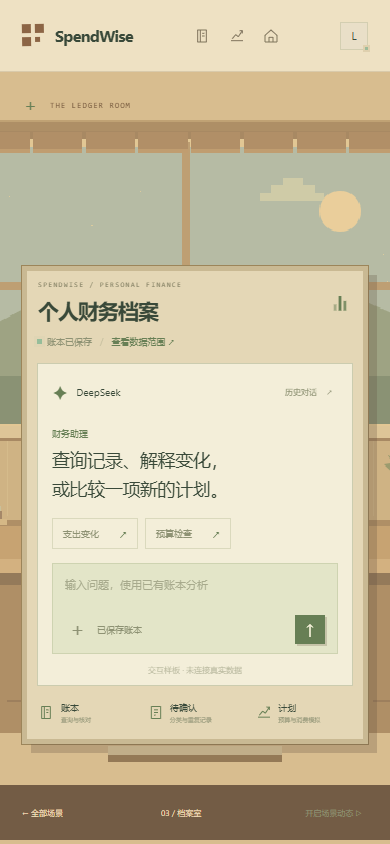 SpendWise
L
THE LEDGER ROOM
SPENDWISE / PERSONAL FINANCE
个人财务档案
账本已保存 / 查看数据范围 ↗
DeepSeek
历史对话 ↗
财务助理
查询记录、解释变化，
或比较一项新的计划。
支出变化 ↗
预算检查 ↗
输入问题，使用已有账本分析
+ 已保存账本
↑
交互样板 · 未连接真实数据
账本
查询与核对
待确认
分类与重复记录
计划
预算与消费模拟
← 全部场景
03 / 档案室
开启场景动态 ▷